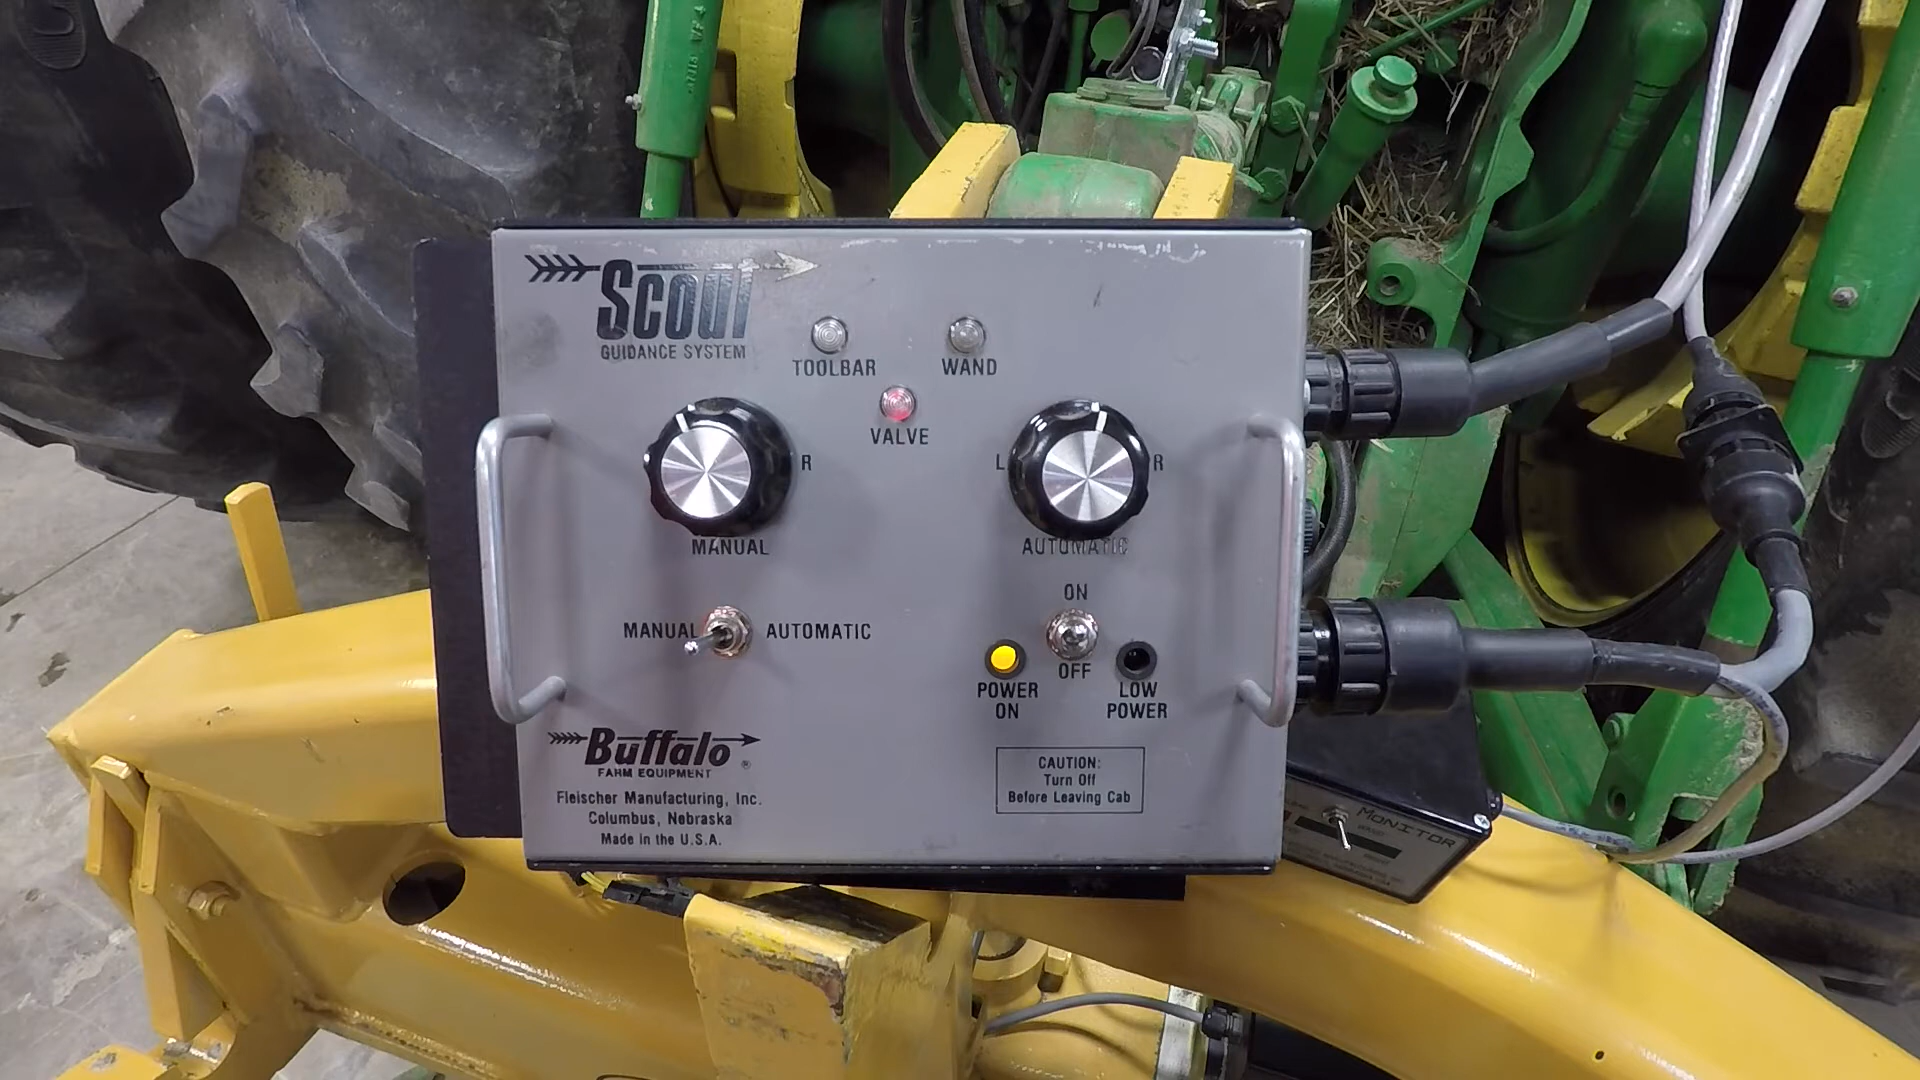 Scout
GUIDANCE SYSTEM
TOOLBAR
WAND
VALVE
R
L
R
MANUAL
AUTOMATIC
ON
MANUAL
AUTOMATIC
OFF
POWER
ON
LOW
POWER
Buffalo ®
FARM EQUIPMENT
Fleischer Manufacturing, Inc.
Columbus, Nebraska
Made in the U.S.A.
CAUTION:
Turn Off
Before Leaving Cab
MONITOR